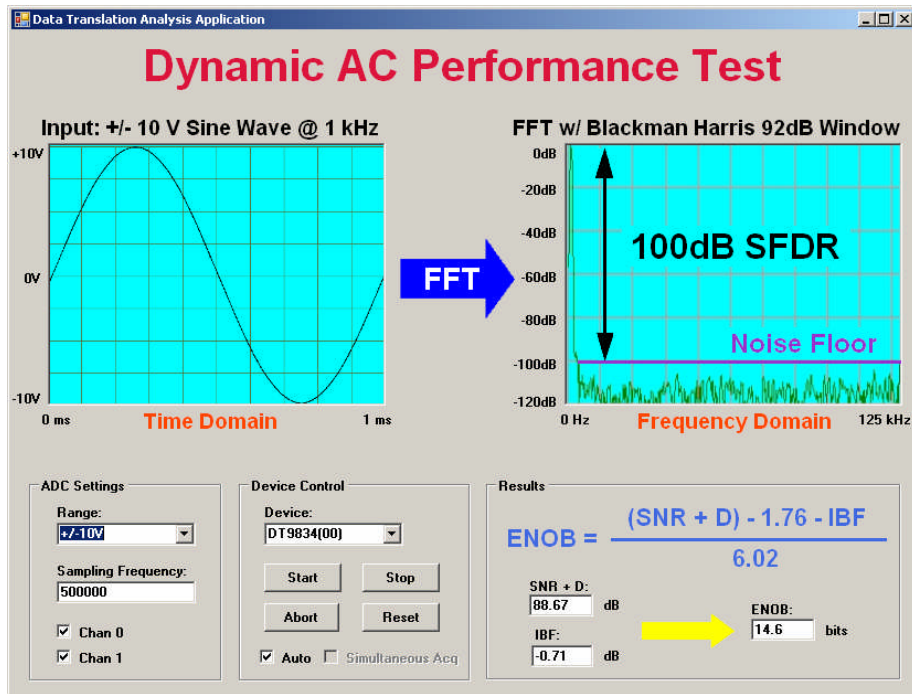 Data Translation Analysis Application
Dynamic AC Performance Test
Input: +/- 10 V Sine Wave @ 1 kHz
+10V
0V
-10V
0 ms
Time Domain
1 ms
FFT
FFT w/ Blackman Harris 92dB Window
0dB
-20dB
-40dB
-60dB
-80dB
-100dB
-120dB
100dB SFDR
Noise Floor
0 Hz
Frequency Domain
125 kHz
ADC Settings
Range:
+/-10V
Sampling Frequency:
500000
Chan 0
Chan 1
Device Control
Device:
DT9834(00)
Start
Stop
Abort
Reset
Auto
Simultaneous Acq
Results
ENOB = (SNR + D) - 1.76 - IBF
6.02
SNR + D:
88.67 dB
IBF:
-0.71 dB
ENOB:
14.6 bits